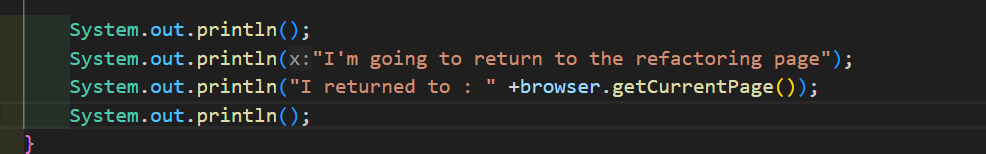 System.out.println();
System.out.println(x:"I'm going to return to the refactoring page");
System.out.println("I returned to : " +browser.getCurrentPage());
System.out.println();
}